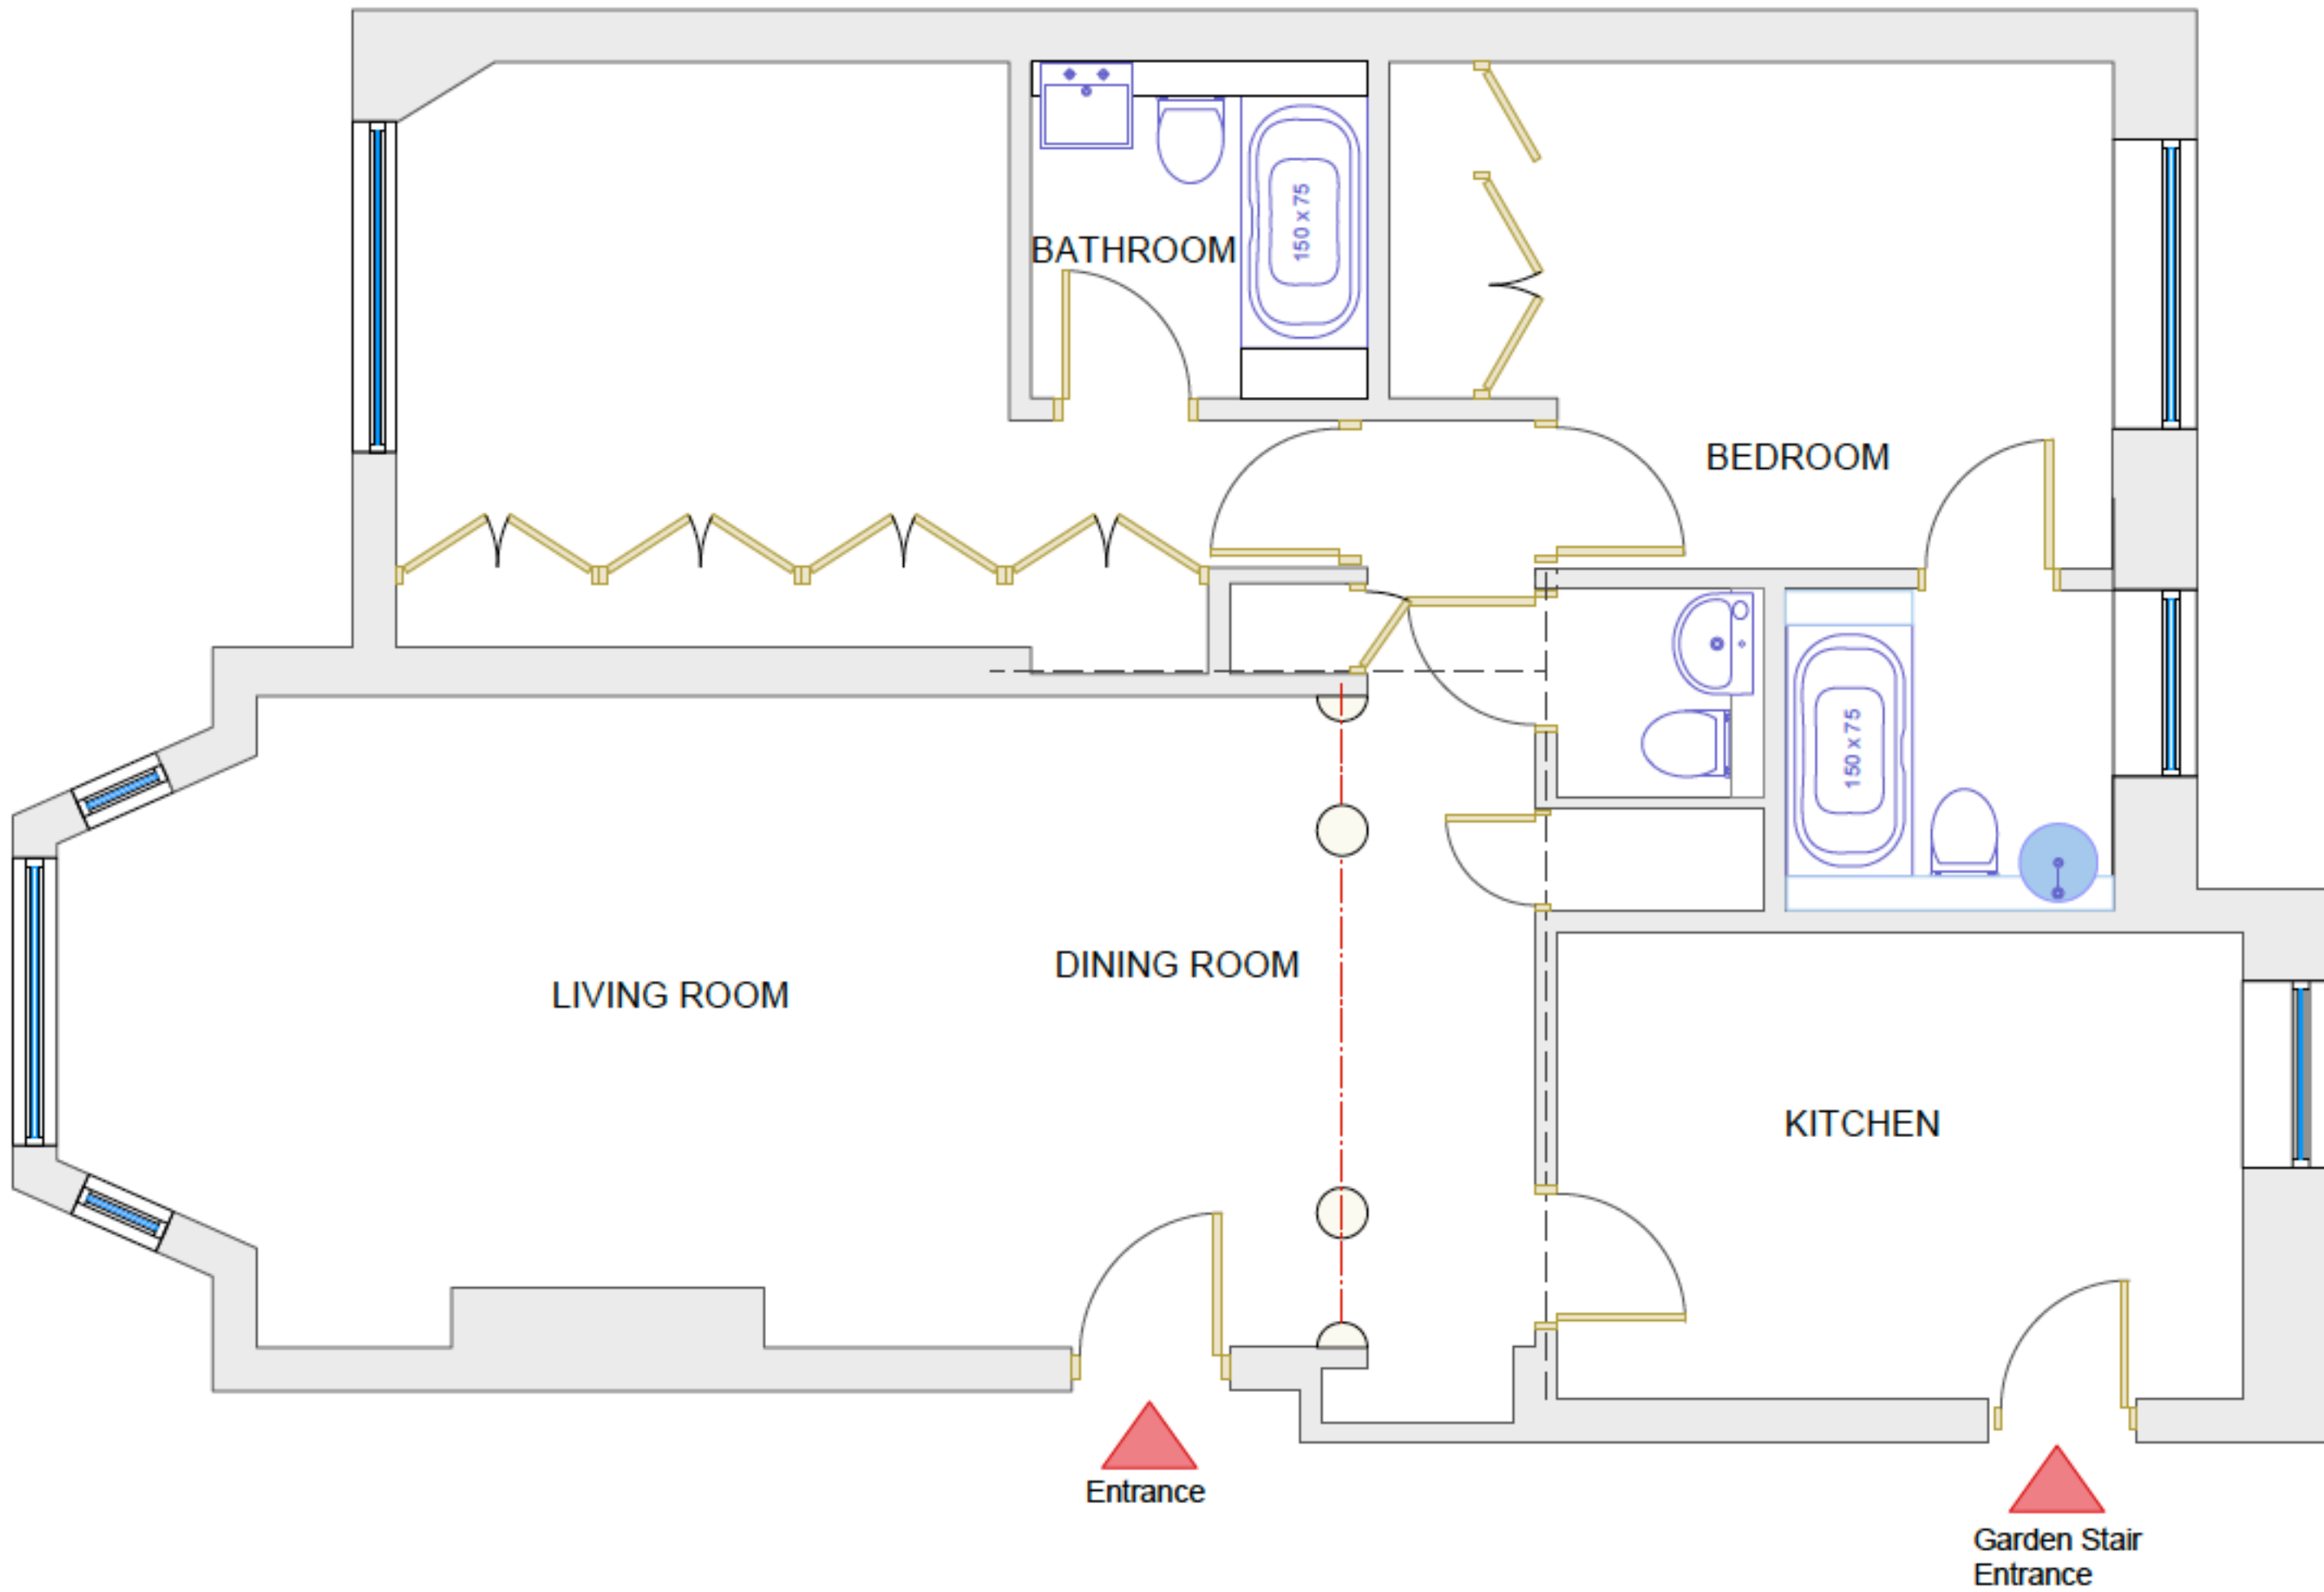 BATHROOM
150 x 75
BEDROOM
150 x 75
DINING ROOM
LIVING ROOM
KITCHEN
Entrance
Garden Stair
Entrance